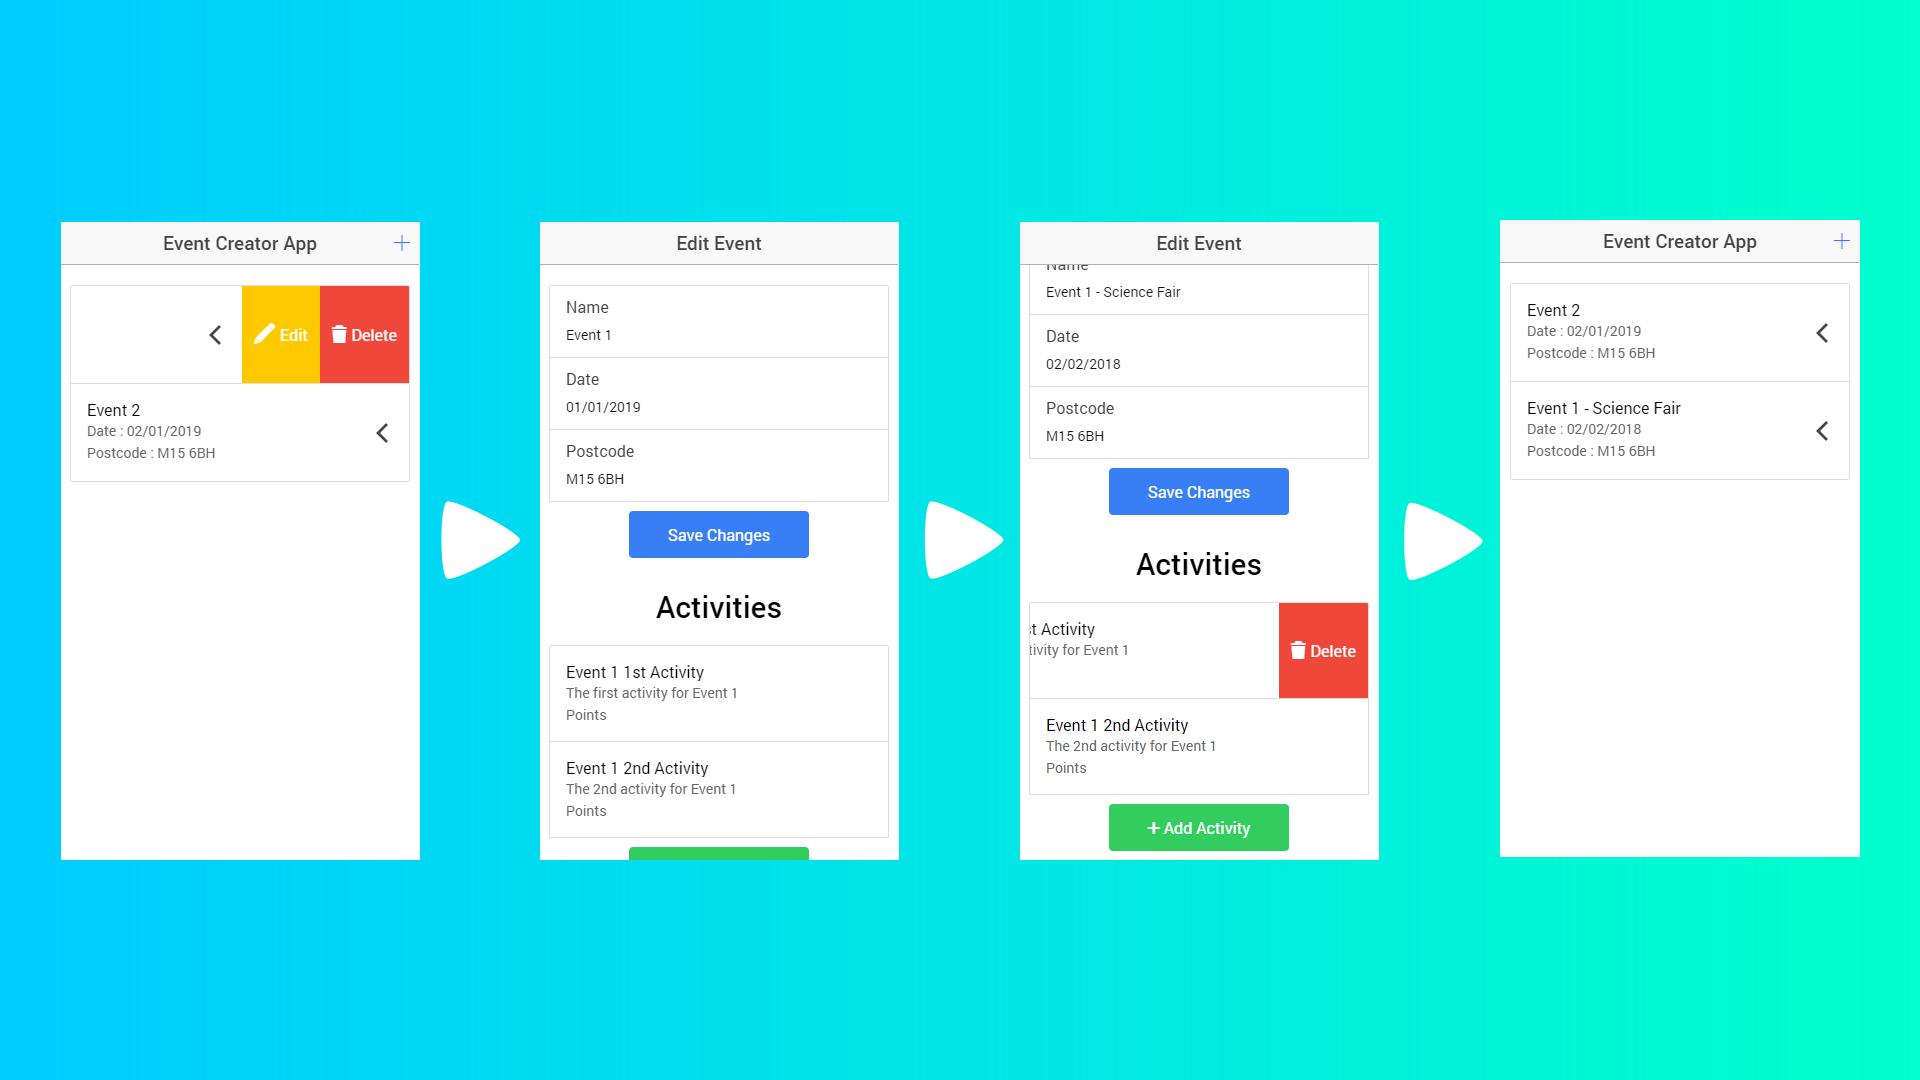 Event Creator App
Edit
Delete
Event 2
Date : 02/01/2019
Postcode : M15 6BH
Edit Event
Name
Event 1
Date
01/01/2019
Postcode
M15 6BH
Save Changes
Activities
Event 1 1st Activity
The first activity for Event 1
Points
Event 1 2nd Activity
The 2nd activity for Event 1
Points
Edit Event
Name
Event 1 - Science Fair
Date
02/02/2018
Postcode
M15 6BH
Save Changes
Activities
st Activity
tivity for Event 1
Delete
Event 1 2nd Activity
The 2nd activity for Event 1
Points
+ Add Activity
Event Creator App
Event 2
Date : 02/01/2019
Postcode : M15 6BH
Event 1 - Science Fair
Date : 02/02/2018
Postcode : M15 6BH